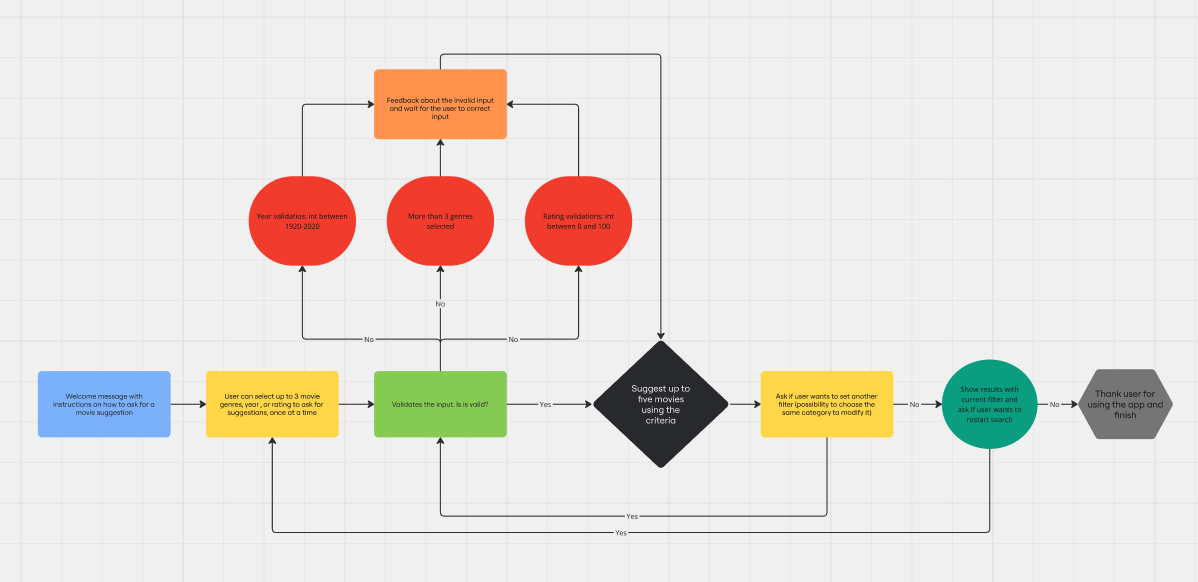 Feedback about the invalid input
and wait for the user to correct
input
Year validatios: int between
1920-2020
More than 3 genres
selected
Rating validations: int
between 0 and 100
No
No
No
Welcome message with
instructions on how to ask for a
movie suggestion
User can select up to 3 movie
genres, year , or rating to ask for
suggestions, once at a time
Validates the input. Is is valid?
Yes
Suggest up to
five movies
using the
criteria
Ask if user wants to set another
filter (possibility to choose the
same category to modify it)
No
Show results with
current filter and
ask if user wants to
restart search
No
Thank user for
using the app and
finish
Yes
Yes